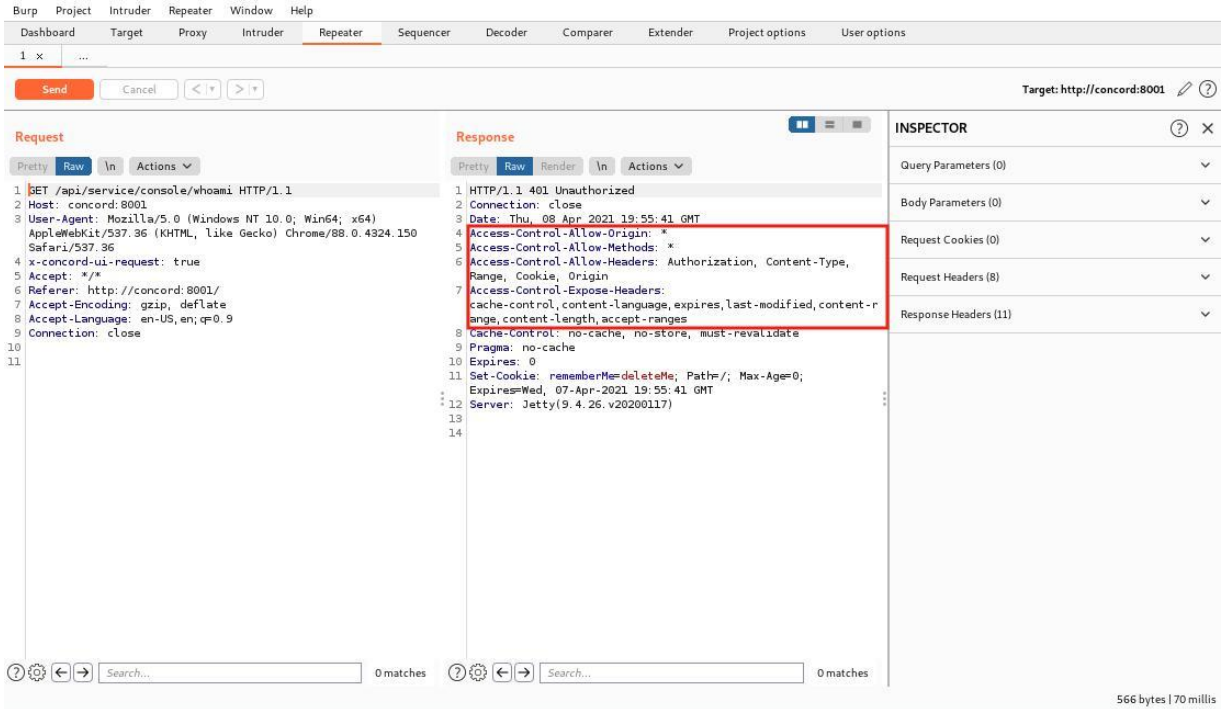 Burp Project Intruder Repeater Window Help
Dashboard Target Proxy Intruder Repeater Sequencer Decoder Comparer Extender Project options User options
1 × ...
Send Cancel < >
Target: http://concord:8001
Request
Pretty Raw \n Actions
1 GET /api/service/console/whoami HTTP/1.1
2 Host: concord:8001
3 User-Agent: Mozilla/5.0 (Windows NT 10.0; Win64; x64)
AppleWebKit/537.36 (KHTML, like Gecko) Chrome/88.0.4324.150
Safari/537.36
4 x-concord-ui-request: true
5 Accept: */*
6 Referer: http://concord:8001/
7 Accept-Encoding: gzip, deflate
8 Accept-Language: en-US,en;q=0.9
9 Connection: close
10
11
Search...
0 matches
Response
Pretty Raw Render \n Actions
1 HTTP/1.1 401 Unauthorized
2 Connection: close
3 Date: Thu, 08 Apr 2021 19:55:41 GMT
4 Access-Control-Allow-Origin: *
5 Access-Control-Allow-Methods: *
6 Access-Control-Allow-Headers: Authorization, Content-Type,
Range, Cookie, Origin
7 Access-Control-Expose-Headers:
cache-control,content-language,expires,last-modified,content-r
ange,content-length,accept-ranges
8 Cache-Control: no-cache, no-store, must-revalidate
9 Pragma: no-cache
10 Expires: 0
11 Set-Cookie: rememberMe=deleteMe; Path=/; Max-Age=0;
Expires=Wed, 07-Apr-2021 19:55:41 GMT
12 Server: Jetty(9.4.26.v20200117)
13
14
Search...
0 matches
INSPECTOR
Query Parameters (0)
Body Parameters (0)
Request Cookies (0)
Request Headers (8)
Response Headers (11)
566 bytes | 70 millis